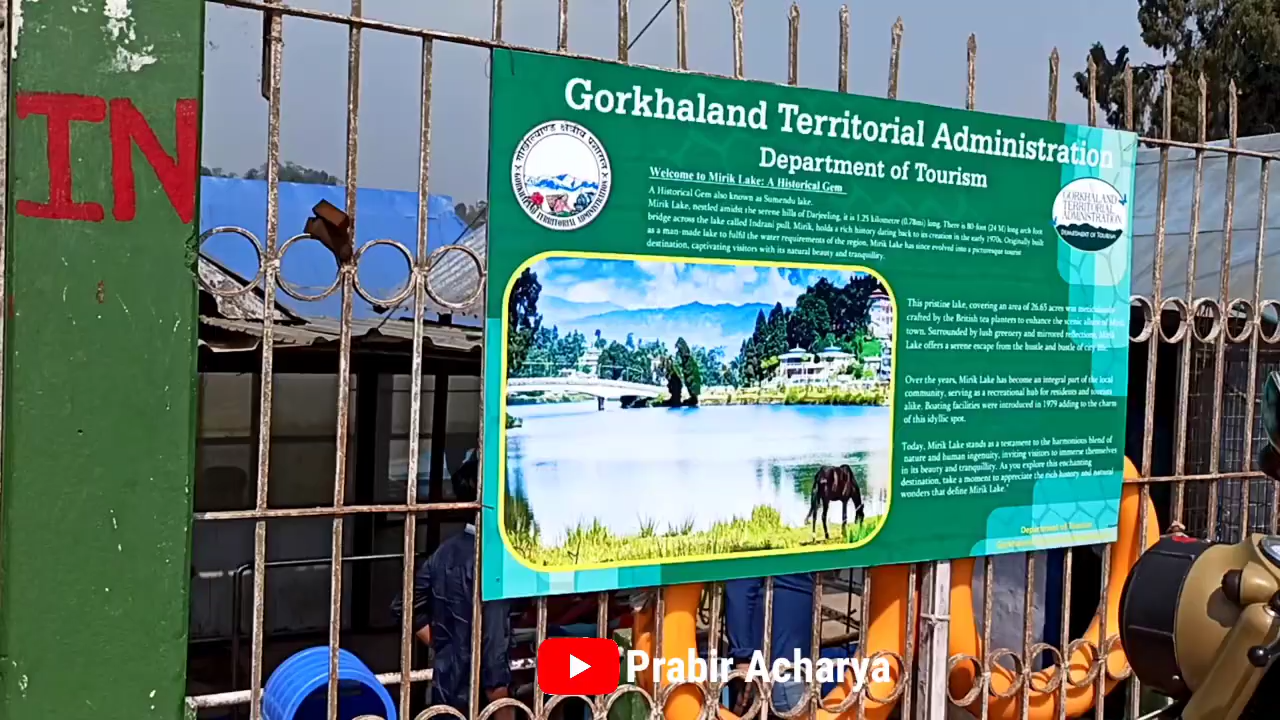 IN
Gorkhaland Territorial Administration
Department of Tourism
Welcome to Mirik Lake: A Historical Gem
A Historical Gem also known as Sumendu lake.
Mirik Lake, nestled amidst the serene hills of Darjeeling, it is 1.25 kilometre (0.78mi) long. There is 80-foot (24 M) long arch foot
bridge across the lake called Indrani pull, Mirik, holds a rich history dating back to its creation in the early 1970s. Originally built
as a man-made lake to fulfil the water requirements of the region. Mirik Lake has since evolved into a picturesque tourist
destination, captivating visitors with its natural beauty and tranquillity.
GORKHALAND TERRITORIAL ADMINISTRATION
GORKHALAND
TERRITORIAL
ADMINISTRATION
DEPARTMENT OF TOURISM
This pristine lake, covering an area of 26.65 acres was
crafted by the British tea planters to enhance the scenic of
town. Surrounded by lush greenery and mirrored reflections, Mirik
Lake offers a serene escape from the hustle and bustle of city
Over the years, Mirik Lake has become an integral part of the local
community, serving as a recreational hub for residents and tourists
alike. Boating facilities were introduced in 1979 adding to the charm
of this idyllic spot.
Today, Mirik Lake stands as a testament to the harmonious blend of
nature and human ingenuity, inviting visitors to immerse themselves
in its beauty and tranquillity. As you explore this enchanting
destination, take a moment to appreciate the rich history and natural
wonders that define Mirik Lake."
Department of Tourism
Prabir Acharya